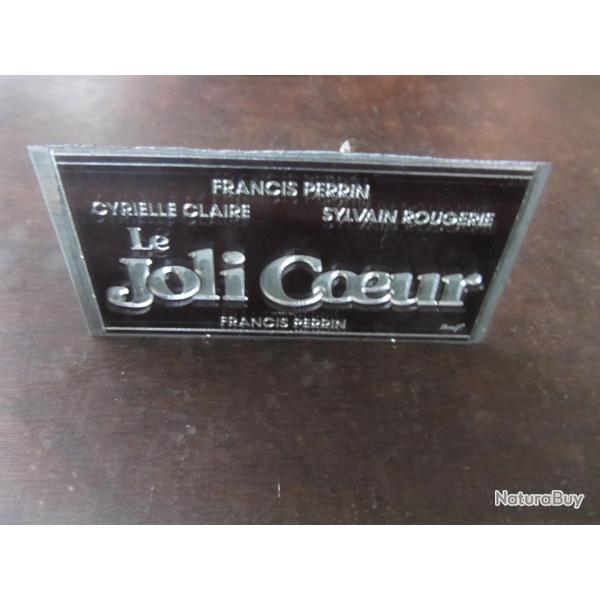 FRANCIS PERRIN
CYRIELLE CLAIRE SYLVAIN ROUGERIE
Le
Joli Cœur
FRANCIS PERRIN
NaturaBuy